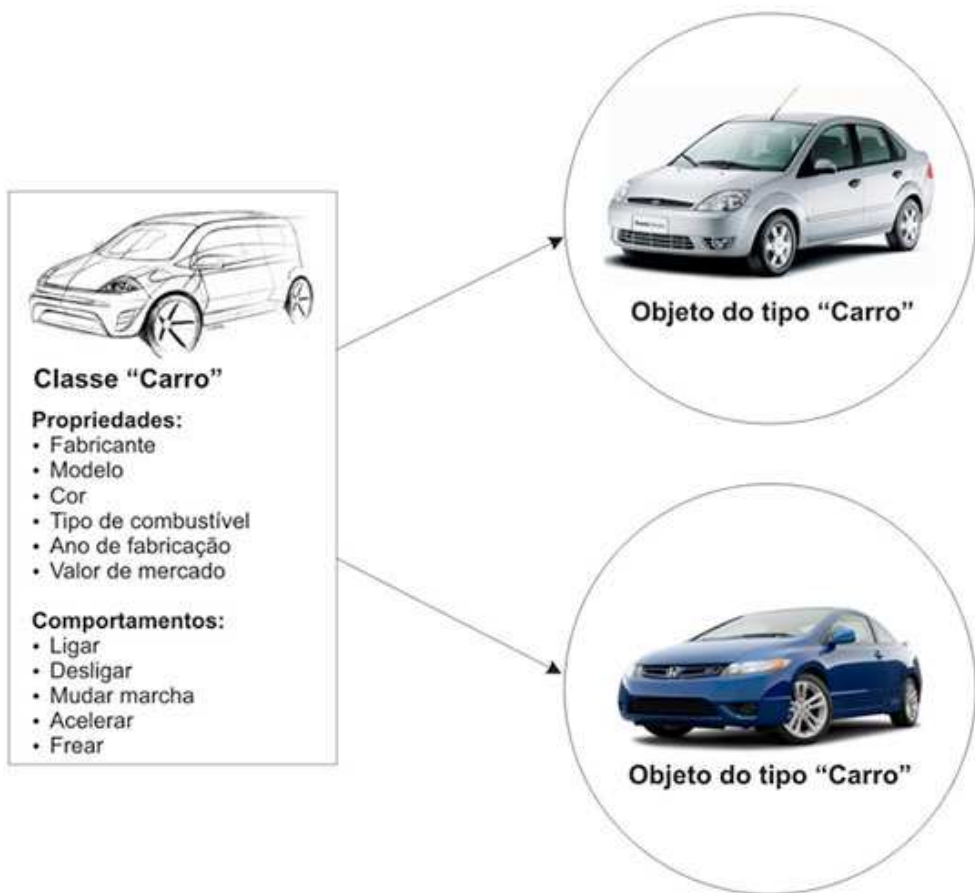 Classe “Carro”
Propriedades:
• Fabricante
• Modelo
• Cor
• Tipo de combustível
• Ano de fabricação
• Valor de mercado
Comportamentos:
• Ligar
• Desligar
• Mudar marcha
• Acelerar
• Frear
Objeto do tipo “Carro”
Objeto do tipo “Carro”